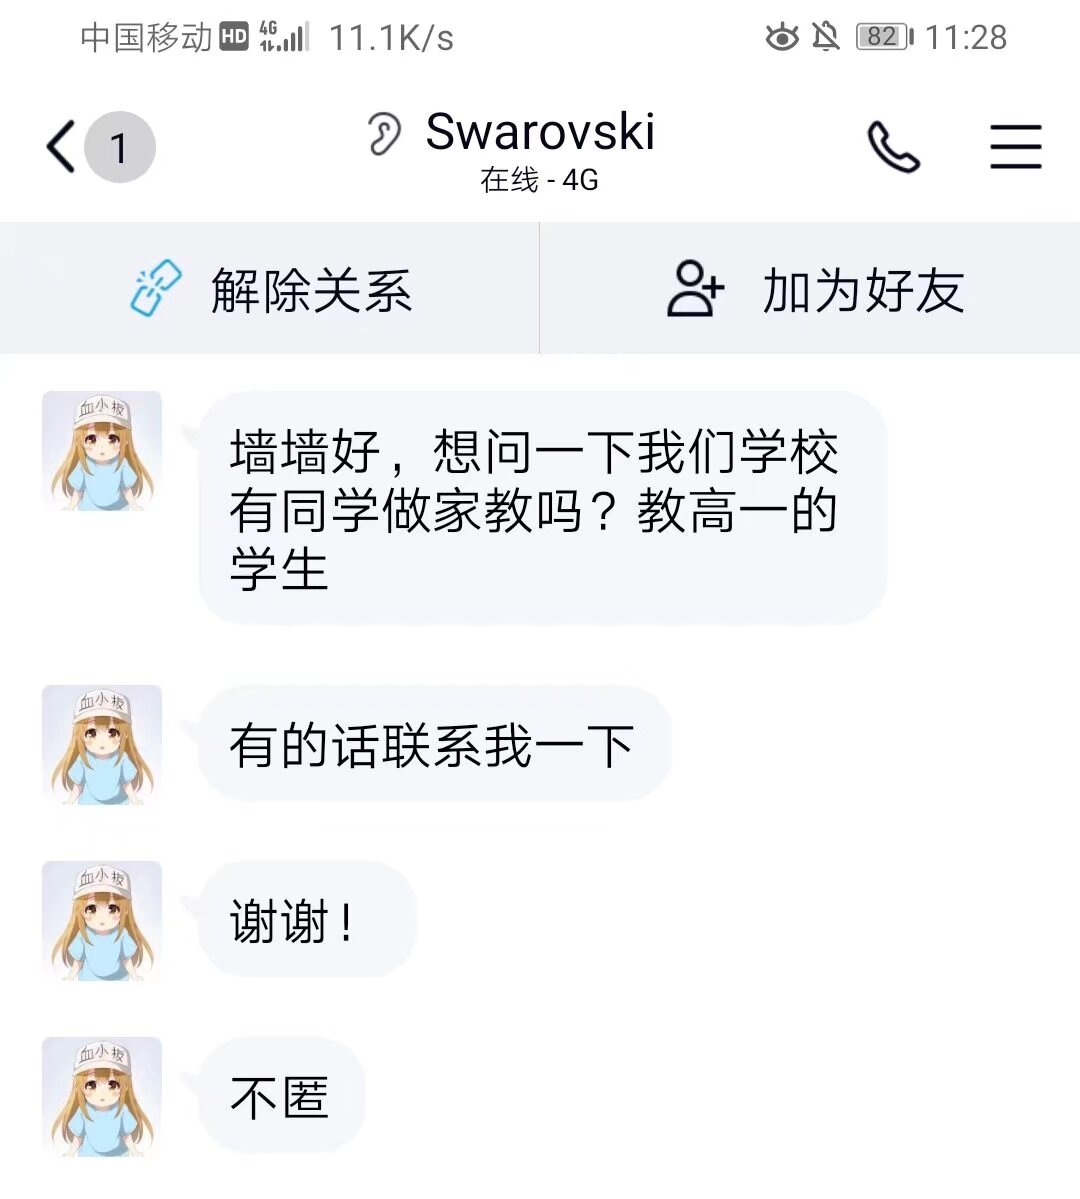 中国移动 HD 4G 11.1K/s 82 11:28
1 Swarovski
在线 - 4G
解除关系 加为好友
血小板
墙墙好，想问一下我们学校
有同学做家教吗？教高一的
学生
血小板
有的话联系我一下
血小板
谢谢！
血小板
不匿